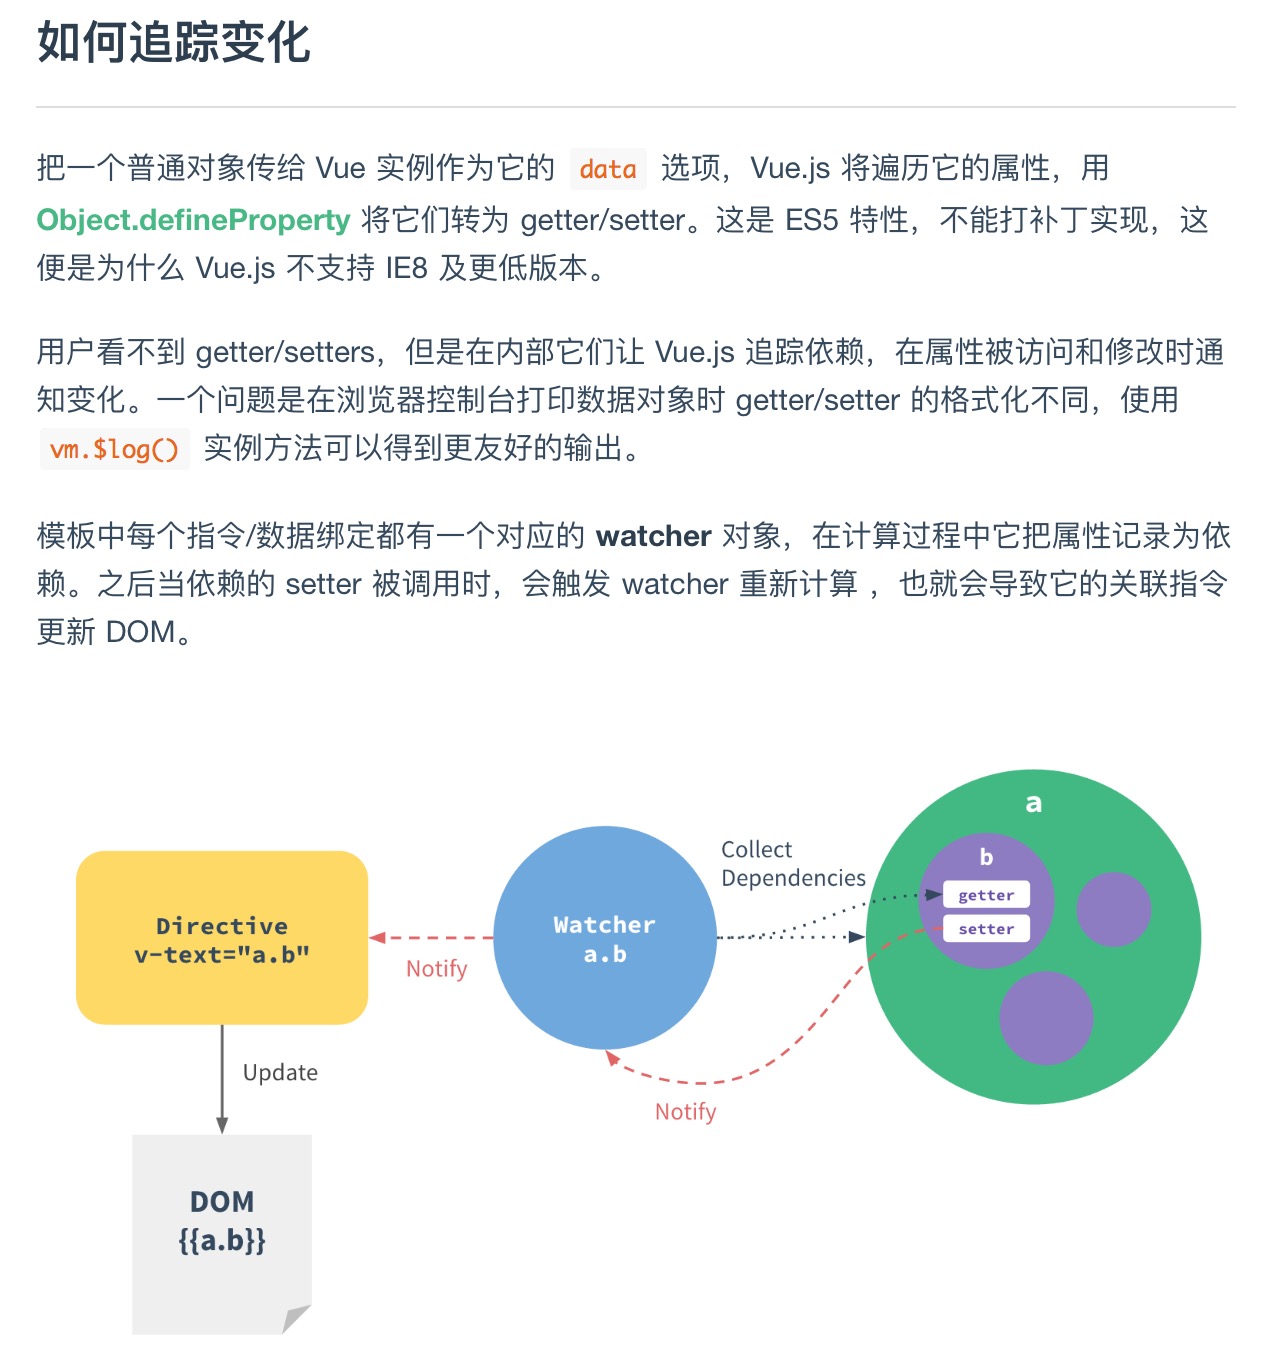 如何追踪变化
把一个普通对象传给 Vue 实例作为它的 data 选项，Vue.js 将遍历它的属性，用
Object.defineProperty 将它们转为 getter/setter。这是 ES5 特性，不能打补丁实现，这
便是为什么 Vue.js 不支持 IE8 及更低版本。
用户看不到 getter/setters，但是在内部它们让 Vue.js 追踪依赖，在属性被访问和修改时通
知变化。一个问题是在浏览器控制台打印数据对象时 getter/setter 的格式化不同，使用
vm.$log() 实例方法可以得到更友好的输出。
模板中每个指令/数据绑定都有一个对应的 watcher 对象，在计算过程中它把属性记录为依
赖。之后当依赖的 setter 被调用时，会触发 watcher 重新计算 ，也就会导致它的关联指令
更新 DOM。
a
b
getter
setter
Collect
Dependencies
Watcher
a.b
Directive
v-text="a.b"
Notify
Notify
Update
DOM
{{a.b}}